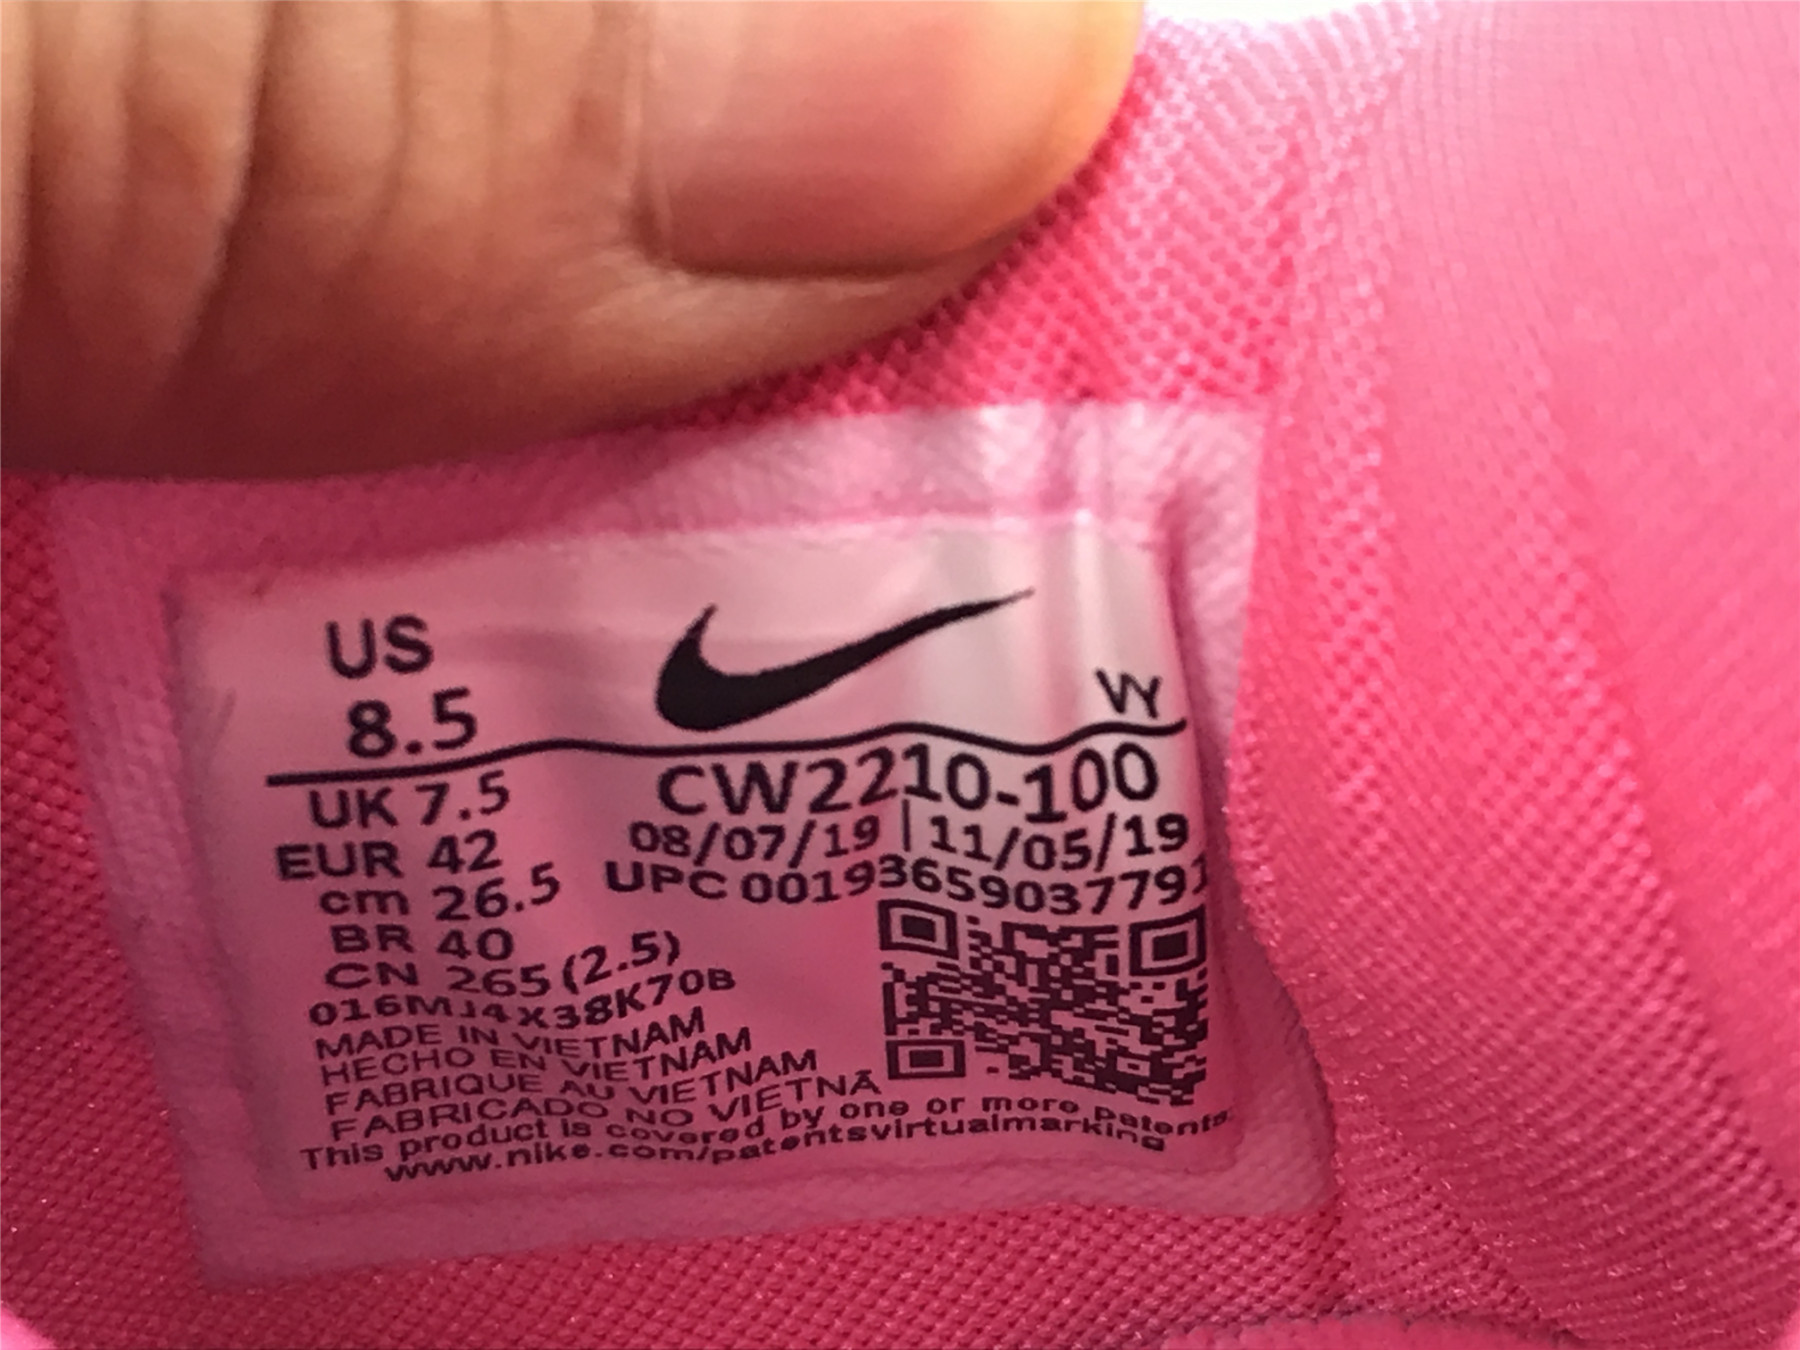 US
8.5
VY
UK 7.5
EUR 42
cm 26.5
BR 40
CN 265 (2.5)
CW2210-100
08/07/19 | 11/05/19
UPC 00193659037791
016MJ4X38K70B
MADE IN VIETNAM
HECHO EN VIETNAM
FABRIQUE AU VIETNAM
FABRICADO NO VIETNÃ
This product is covered by one or more patents
www.nike.com/patentsvirtualmarking